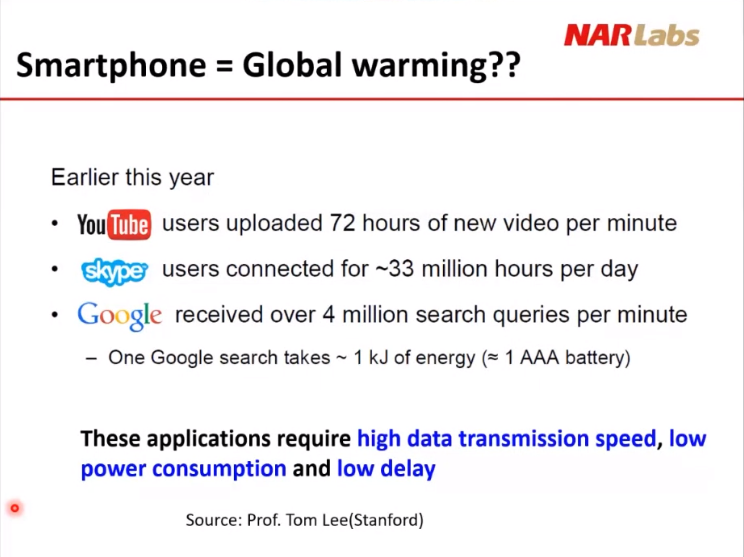 NARLabs
Smartphone = Global warming??
Earlier this year
• YouTube users uploaded 72 hours of new video per minute
• skype users connected for ~33 million hours per day
• Google received over 4 million search queries per minute
– One Google search takes ~ 1 kJ of energy (≈ 1 AAA battery)
These applications require high data transmission speed, low
power consumption and low delay
Source: Prof. Tom Lee(Stanford)